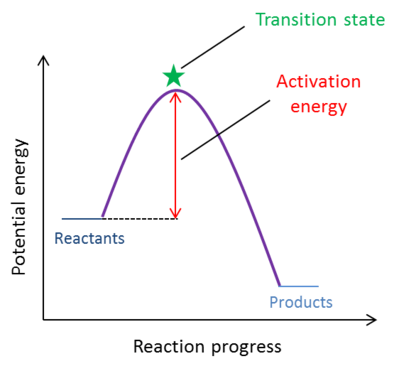 Transition state
Activation
energy
Potential energy
Reactants
Products
Reaction progress